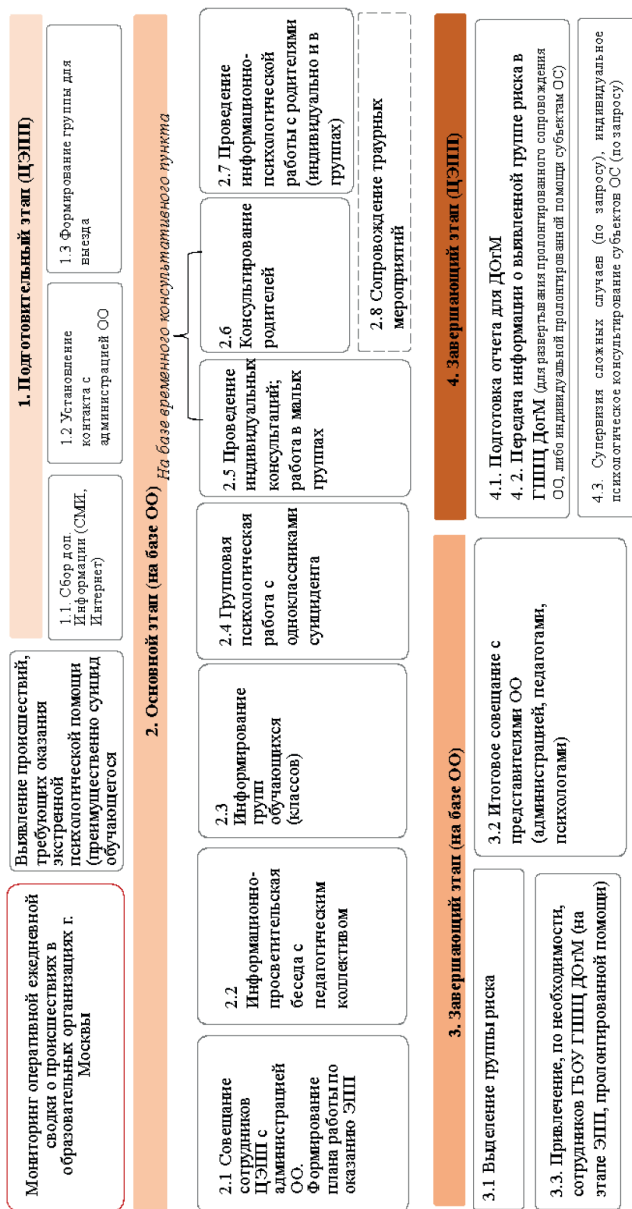 Мониторинг оперативной ежедневной
сводки о происшествиях в
образовательных организациях г.
Москвы
Выявление происшествий,
требующих оказания
экстренной
психологической помощи
(преимущественно суицид
обучающегося
1. Подготовительный этап (ЦЭПП)
1.1. Сбор доп.
Информации (СМИ,
Интернет)
1.2 Установление
контакта с
администрацией ОО
1.3 Формирование группы для
выезда
2. Основной этап (на базе ОО)
На базе временного консультативного пункта
2.1 Совещание
сотрудников
ЦЭПП с
администрацией
ОО.
Формирование
плана работы по
оказанию ЭПП
2.2
Информационно-
просветительская
беседа с
педагогическим
коллективом
2.3
Информирование
групп
обучающихся
(классов)
2.4 Групповая
психологическая
работа с
одноклассниками
суицидента
2.5 Проведение
индивидуальных
консультаций;
работа в малых
группах
2.6
Консультирование
родителей
2.7 Проведение
информационно-
психологической
работы с родителями
(индивидуально и в
группах)
2.8 Сопровождение траурных
мероприятий
3. Завершающий этап (на базе ОО)
3.1 Выделение группы риска
3.2 Итоговое совещание с
представителями ОО
(администрацией, педагогами,
психологами)
3.3. Привлечение, по необходимости,
сотрудников ГБОУ ГППЦ ДОгМ (на
этапе ЭПП, пролонгированной помощи)
4. Завершающий этап (ЦЭПП)
4.1. Подготовка отчета для ДОгМ
4. 2. Передача информации о выявленной группе риска в
ГППЦ ДогМ (для развертывания пролонгированного сопровождения
ОО, либо индивидуальной пролонгированной помощи субъектам ОС)
4.3. Супервизия сложных случаев (по запросу), индивидуальное
психологическое консультирование субъектов ОС (по запросу)